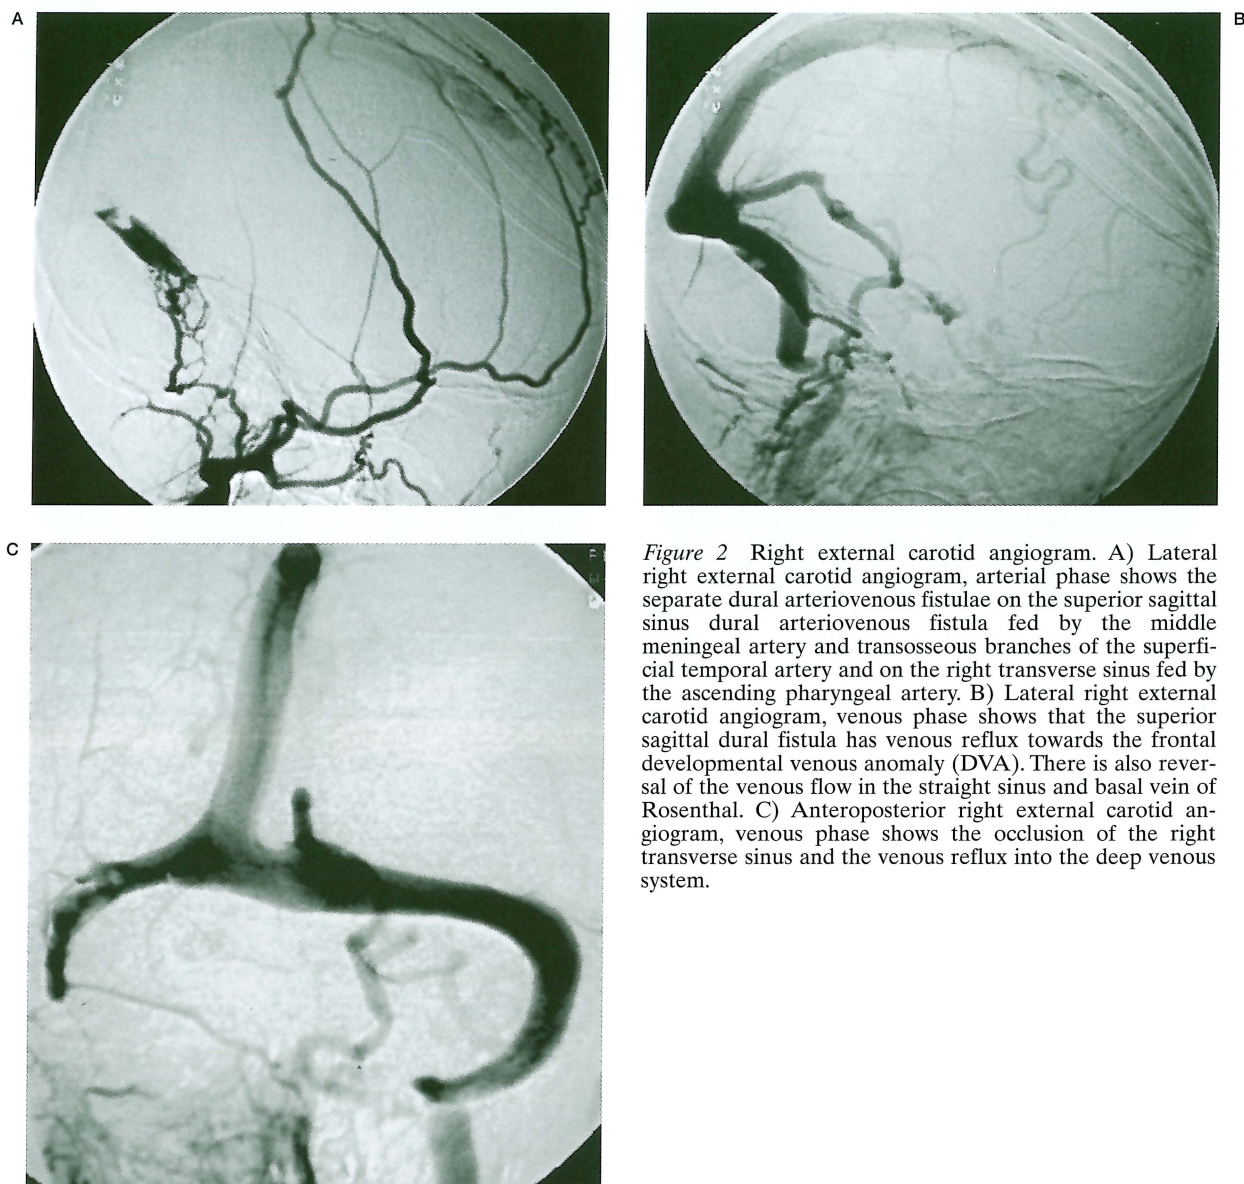 A
B
C
Figure 2 Right external carotid angiogram. A) Lateral
right external carotid angiogram, arterial phase shows the
separate dural arteriovenous fistulae on the superior sagittal
sinus dural arteriovenous fistula fed by the middle
meningeal artery and transosseous branches of the superfi-
cial temporal artery and on the right transverse sinus fed by
the ascending pharyngeal artery. B) Lateral right external
carotid angiogram, venous phase shows that the superior
sagittal dural fistula has venous reflux towards the frontal
developmental venous anomaly (DVA). There is also rever-
sal of the venous flow in the straight sinus and basal vein of
Rosenthal. C) Anteroposterior right external carotid an-
giogram, venous phase shows the occlusion of the right
transverse sinus and the venous reflux into the deep venous
system.